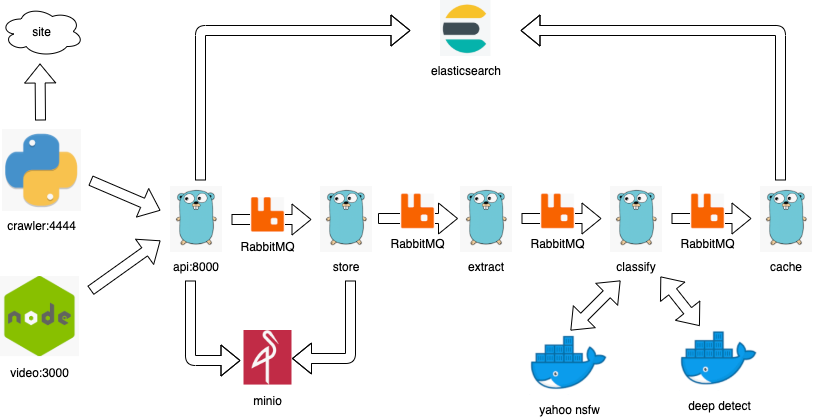 site
elasticsearch
crawler:4444
RabbitMQ
RabbitMQ
RabbitMQ
RabbitMQ
api:8000
store
extract
classify
cache
node
video:3000
minio
yahoo nsfw
deep detect